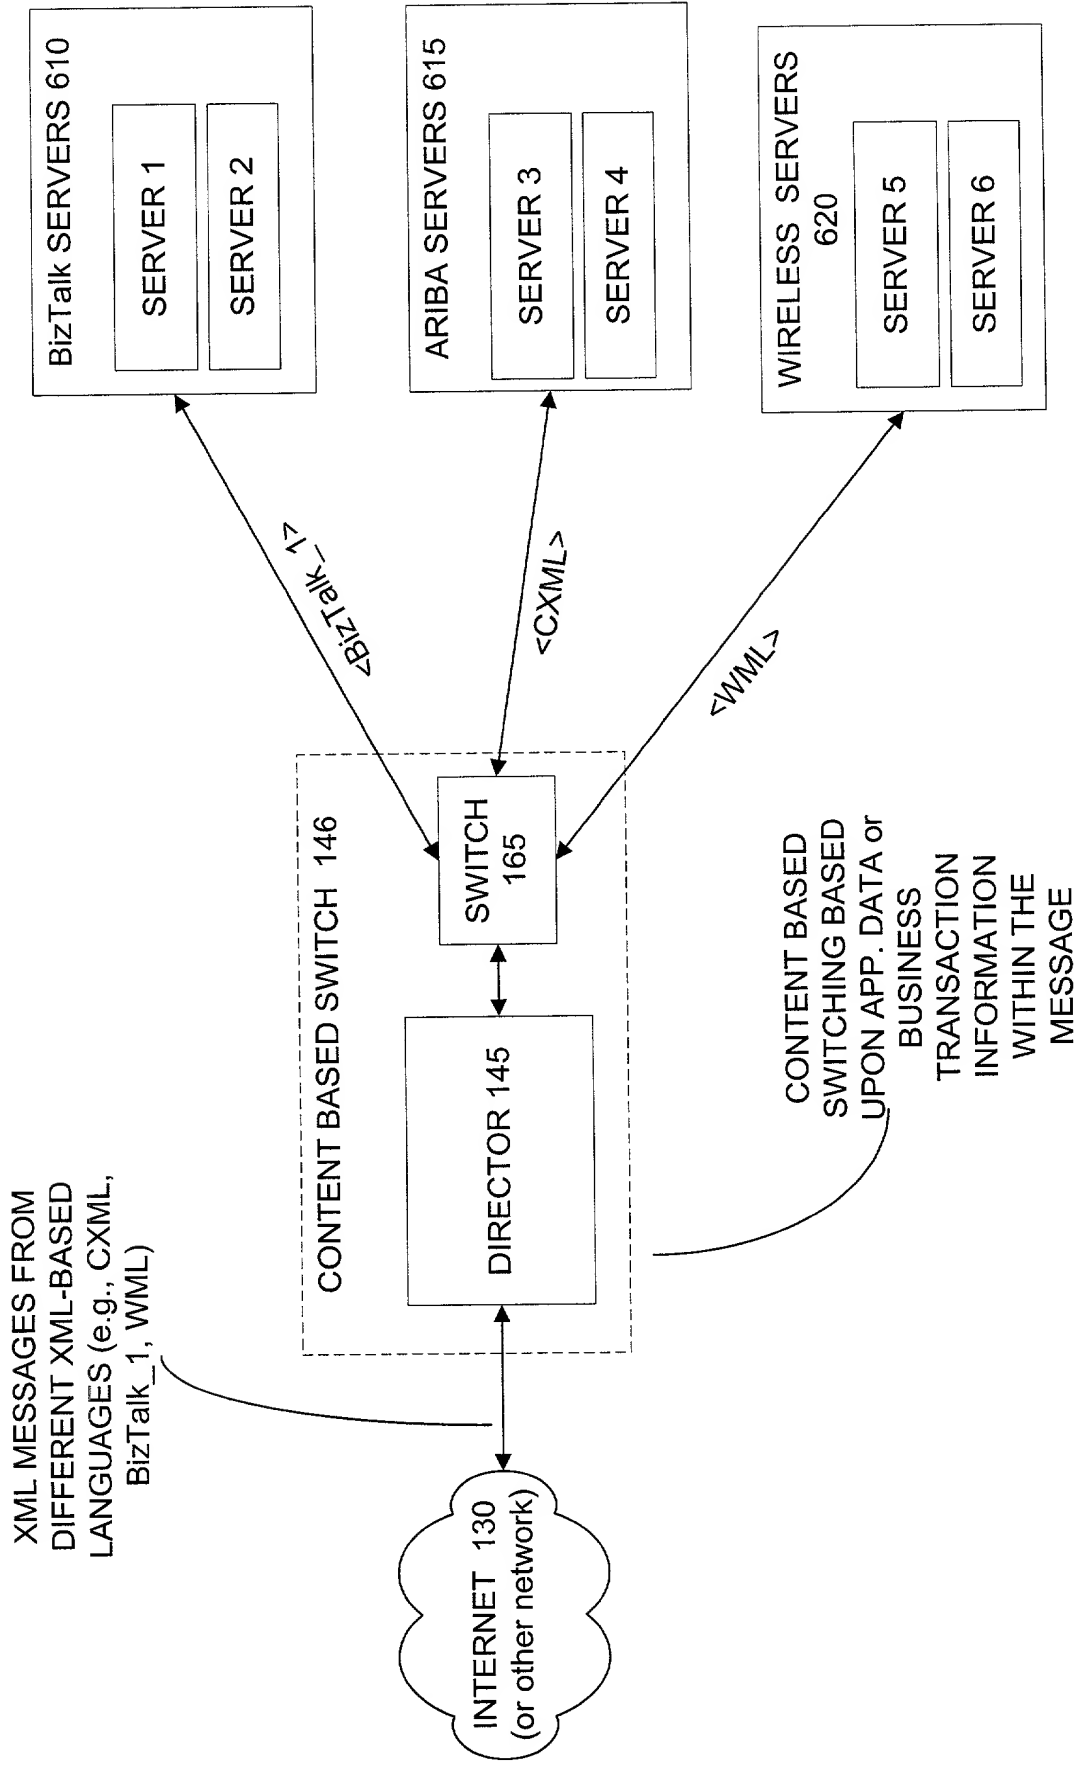 XML MESSAGES FROM
DIFFERENT XML-BASED
LANGUAGES (e.g., CXML,
BizTalk_1, WML)
INTERNET 130
(or other network)
CONTENT BASED SWITCH 146
DIRECTOR 145
SWITCH
165
CONTENT BASED
SWITCHING BASED
UPON APP. DATA or
BUSINESS
TRANSACTION
INFORMATION
WITHIN THE
MESSAGE
<BizTalk_1>
<CXML>
<WML>
BizTalk SERVERS 610
SERVER 1
SERVER 2
ARIBA SERVERS 615
SERVER 3
SERVER 4
WIRELESS SERVERS
620
SERVER 5
SERVER 6